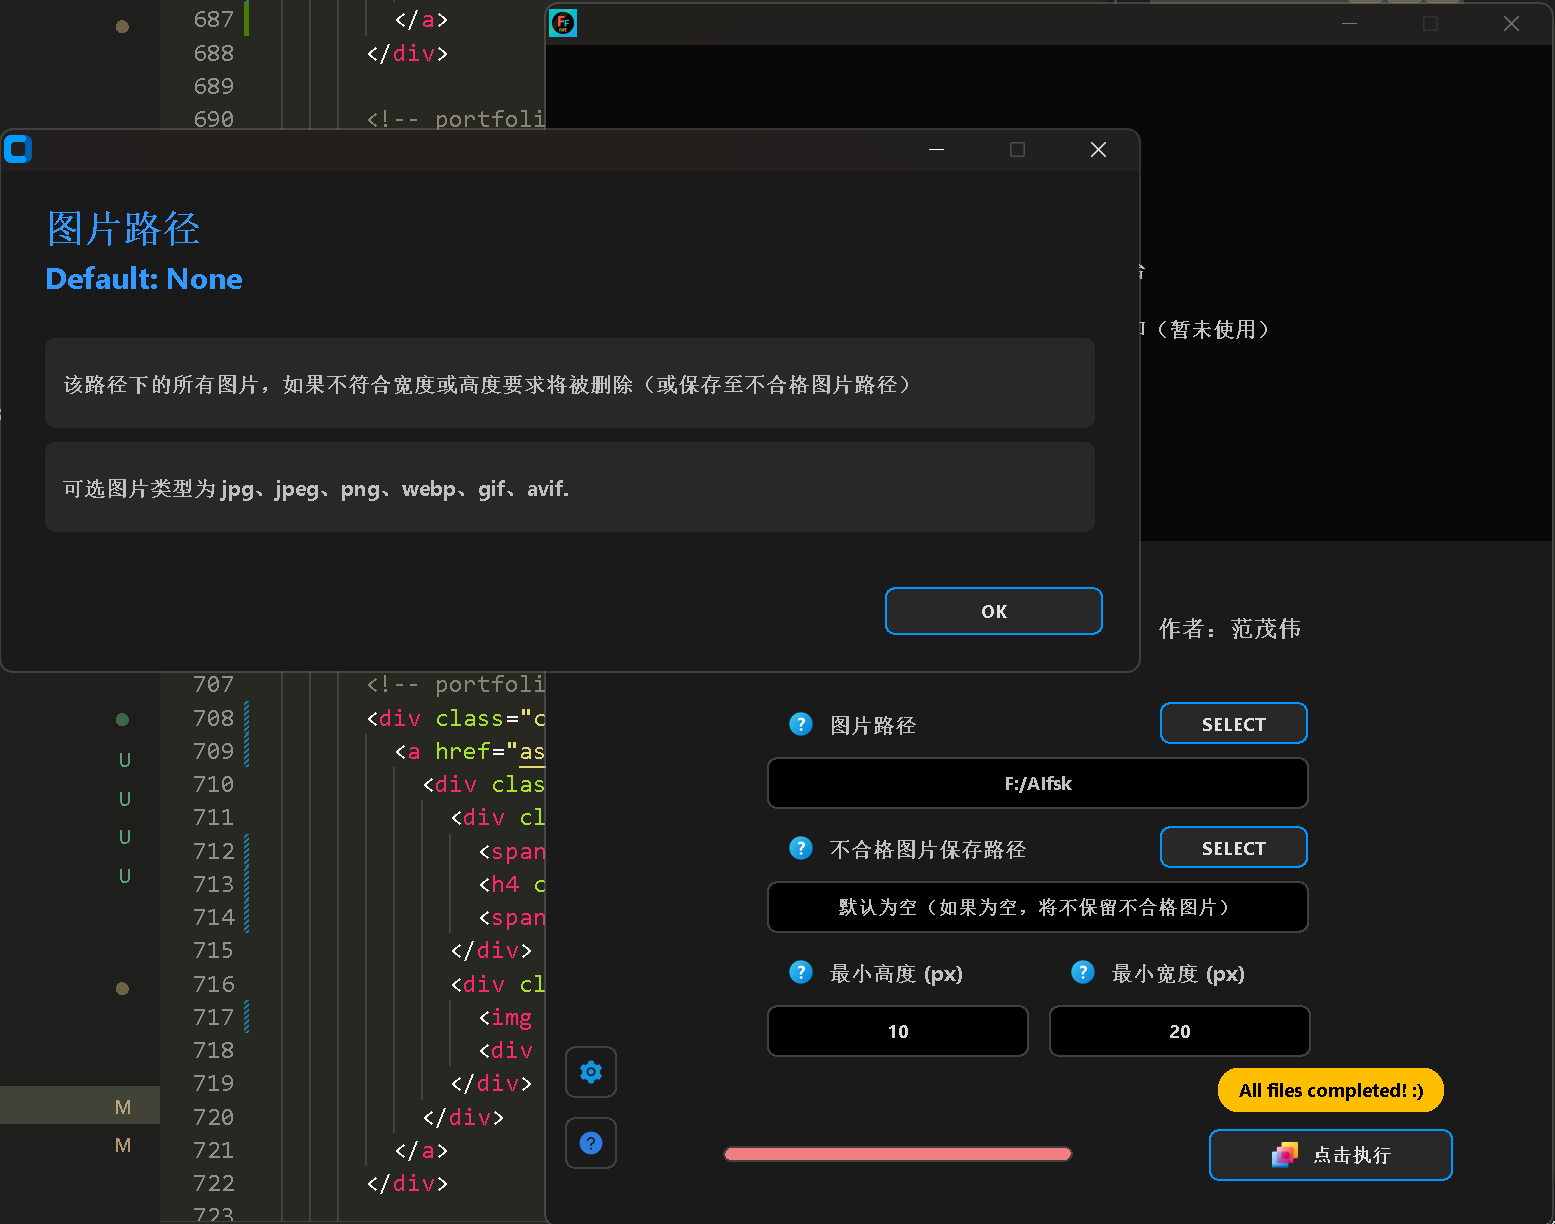 687 </a>
688 </div>
689
690 <!-- portfoli
图片路径
Default: None
该路径下的所有图片，如果不符合宽度或高度要求将被删除（或保存至不合格图片路径）
可选图片类型为 jpg、jpeg、png、webp、gif、avif.
OK
（暂未使用）
作者：范茂伟
707 <!-- portfoli
708 <div class="c
709 <a href="as
710 <div clas
711 <div cl
712 <span
713 <h4 c
714 <span
715 </div>
716 <div cl
717 <img
718 <div
719 </div>
720 </div>
721 </a>
722 </div>
723
U
U
U
U
M
M
? 图片路径
SELECT
F:/AIfsk
? 不合格图片保存路径
SELECT
默认为空（如果为空，将不保留不合格图片）
? 最小高度 (px)
? 最小宽度 (px)
10
20
All files completed! :)
?
点击执行